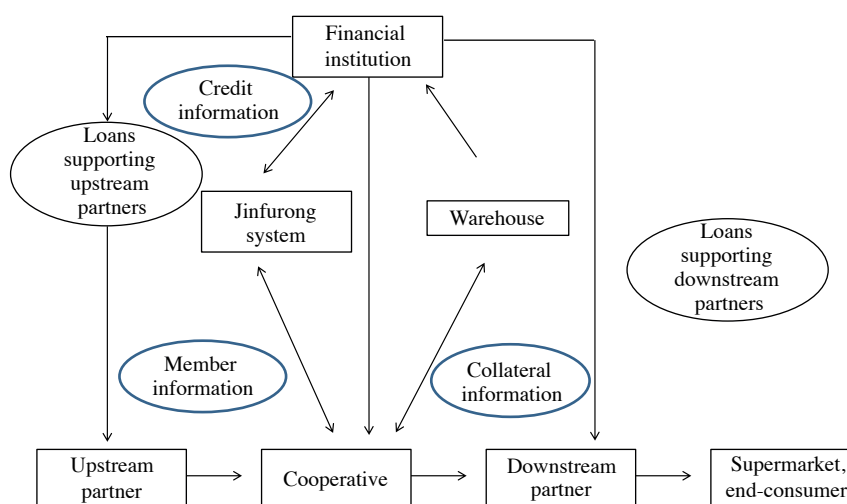 Financial
institution
Credit
information
Loans
supporting
upstream
partners
Jinfurong
system
Warehouse
Loans
supporting
downstream
partners
Member
information
Collateral
information
Upstream
partner
Cooperative
Downstream
partner
Supermarket,
end-consumer